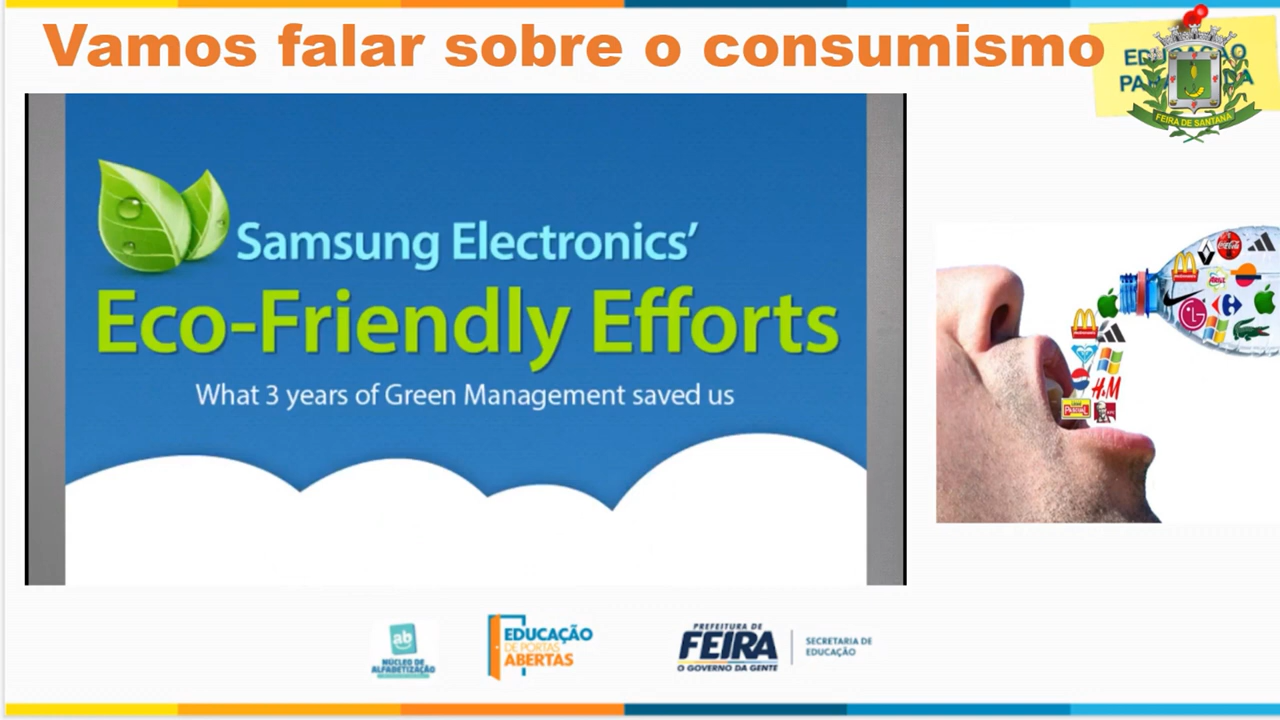 Vamos falar sobre o consumismo
FEIRA DE SANTANA
Samsung Electronics'
Eco-Friendly Efforts
What 3 years of Green Management saved us
H&M
ab
NÚCLEO DE
ALFABETIZAÇÃO
EDUCAÇÃO
DE PORTAS
ABERTAS
PREFEITURA DE
FEIRA
O GOVERNO DA GENTE
SECRETARIA DE
EDUCAÇÃO